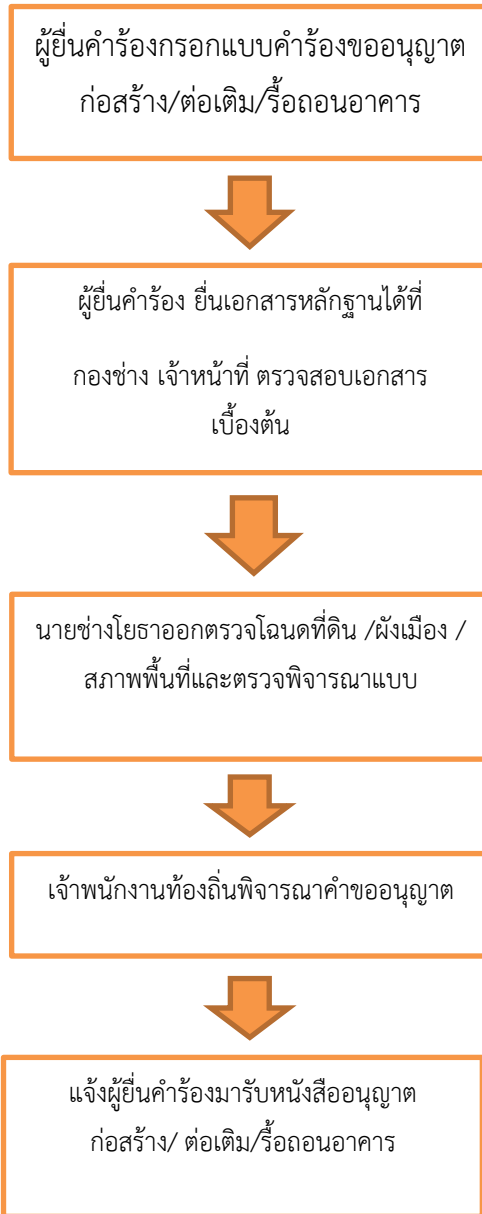 ผู้ยื่นคำร้องกรอกแบบคำร้องขออนุญาต
ก่อสร้าง/ต่อเติม/รื้อถอนอาคาร
ผู้ยื่นคำร้อง ยื่นเอกสารหลักฐานได้ที่
กองช่าง เจ้าหน้าที่ ตรวจสอบเอกสาร
เบื้องต้น
นายช่างโยธาออกตรวจโฉนดที่ดิน /ผังเมือง /
สภาพพื้นที่และตรวจพิจารณาแบบ
เจ้าพนักงานท้องถิ่นพิจารณาคำขออนุญาต
แจ้งผู้ยื่นคำร้องมารับหนังสืออนุญาต
ก่อสร้าง/ ต่อเติม/รื้อถอนอาคาร